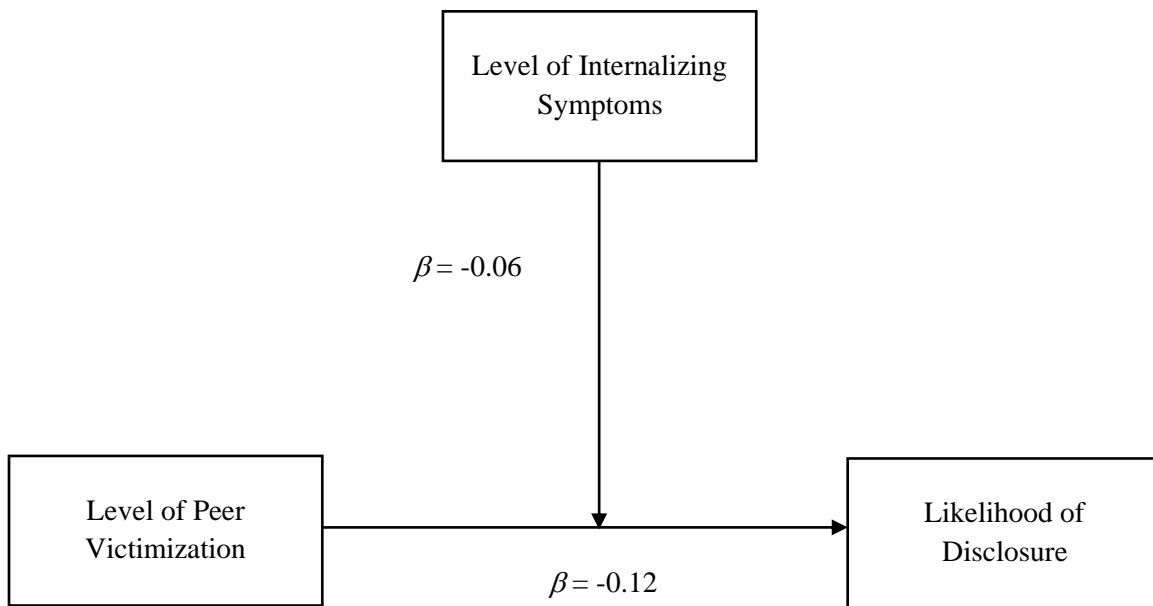 Level of Internalizing
Symptoms
β = -0.06
Level of Peer
Victimization
Likelihood of
Disclosure
β = -0.12